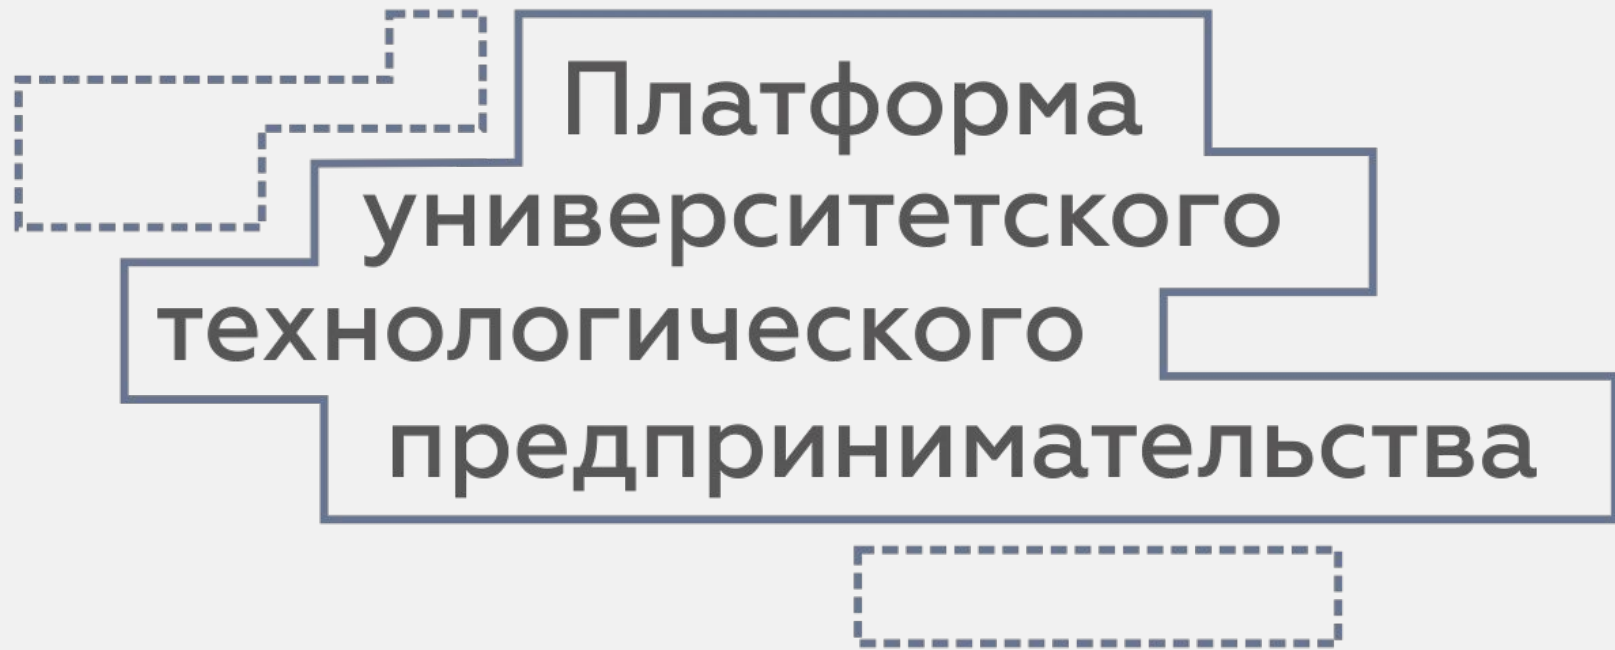 Платформа
университетского
технологического
предпринимательства